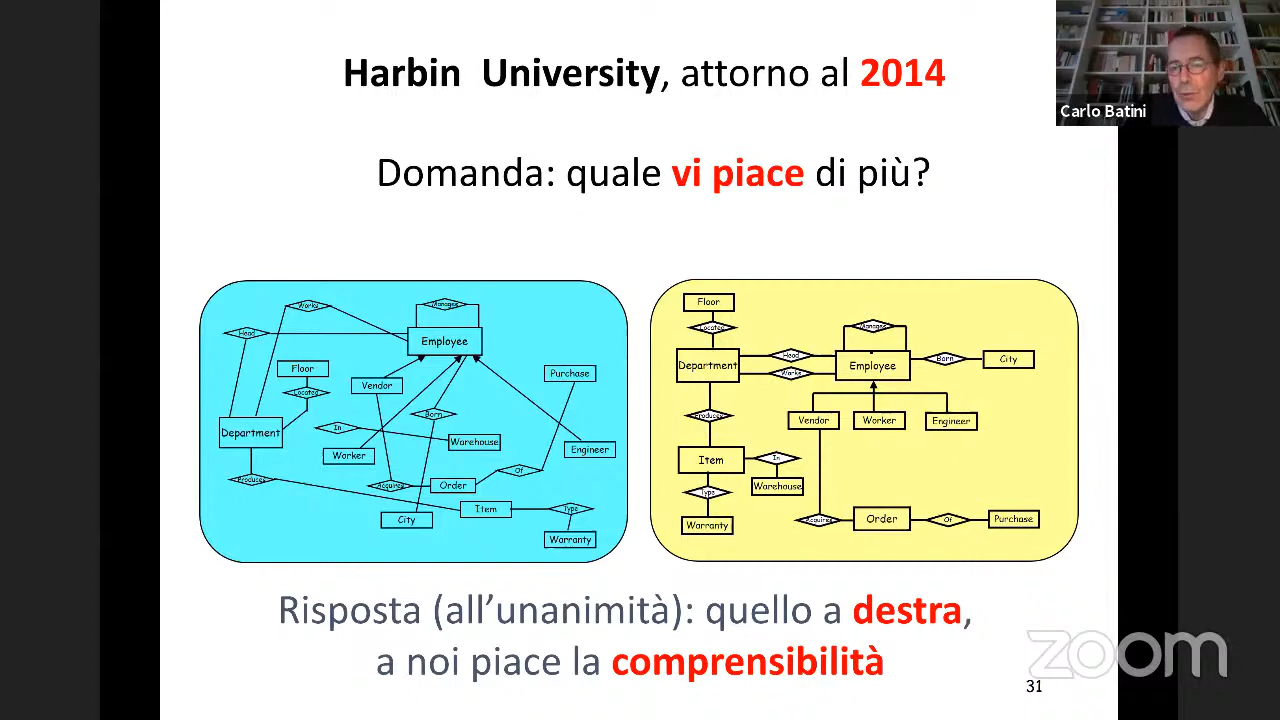 Harbin University, attorno al 2014
Carlo Batini
Domanda: quale vi piace di più?
Works
Manages
Head
Employee
Floor
Located
Vendor
Purchase
Born
Department
In
Warehouse
Worker
Engineer
Of
Produces
Acquires
Order
Item
Type
City
Warranty
Floor
Located
Manages
Department
Head
Works
Employee
Born
City
Produces
Vendor
Worker
Engineer
Item
In
Warehouse
Type
Warranty
Acquires
Order
Of
Purchase
Risposta (all’unanimità): quello a destra,
a noi piace la comprensibilità
zoom
31